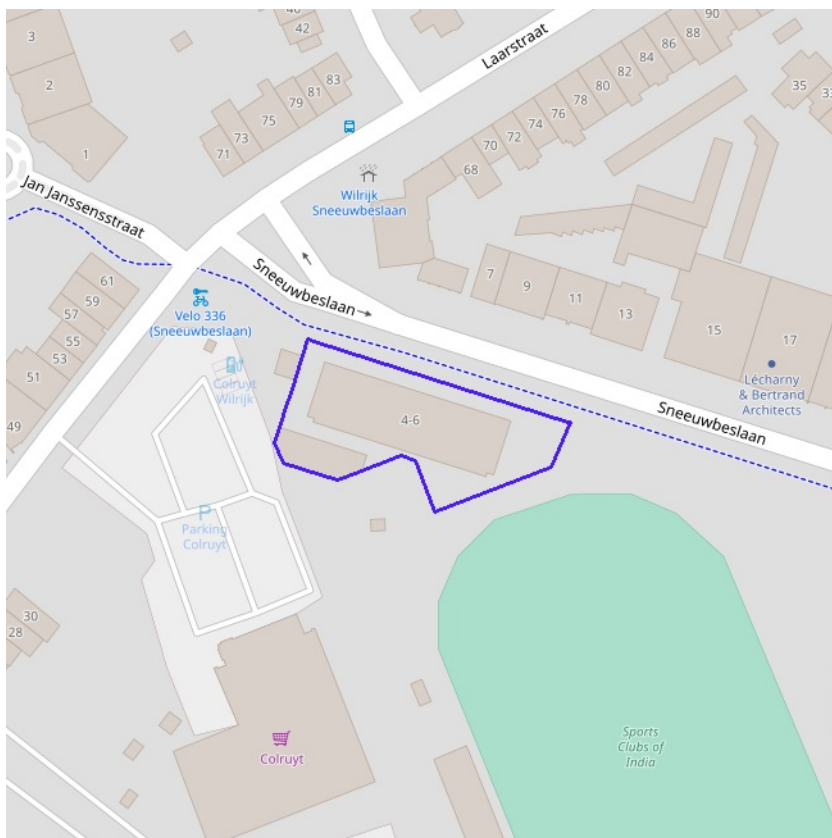 3
2
1
40
42
83
81
79
75
73
71
Laarstraat
90
88
86
84
82
80
78
76
74
72
70
68
35
33
Jan Janssensstraat
Wilrijk
Sneeuwbeslaan
61
59
57
55
53
51
49
Velo 336
(Sneeuwbeslaan)
Sneeuwbeslaan
7
9
11
13
15
17
Lécharny
& Bertrand
Architects
Colruyt
Wilrijk
4-6
Sneeuwbeslaan
P
Parking
Colruyt
30
28
Colruyt
Sports
Clubs of
India